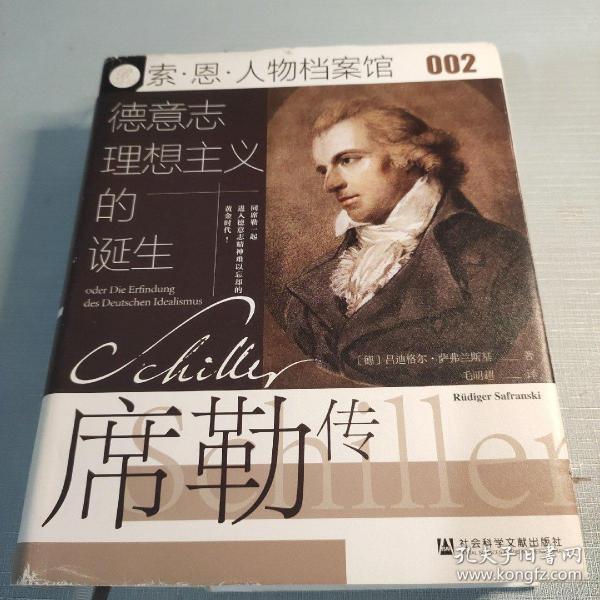 索·恩·人物档案馆
002
德意志
理想主义
的
诞生
同席勒一起
进入德意志精神难以忘却的
黄金时代！
oder Die Erfindung
des Deutschen Idealismus
Schiller
〔德〕吕迪格尔·萨弗兰斯基 著
毛明超 译
Rüdiger Safranski
Schiller
席勒传
社会科学文献出版社
孔夫子旧书网
www.kongfz.com